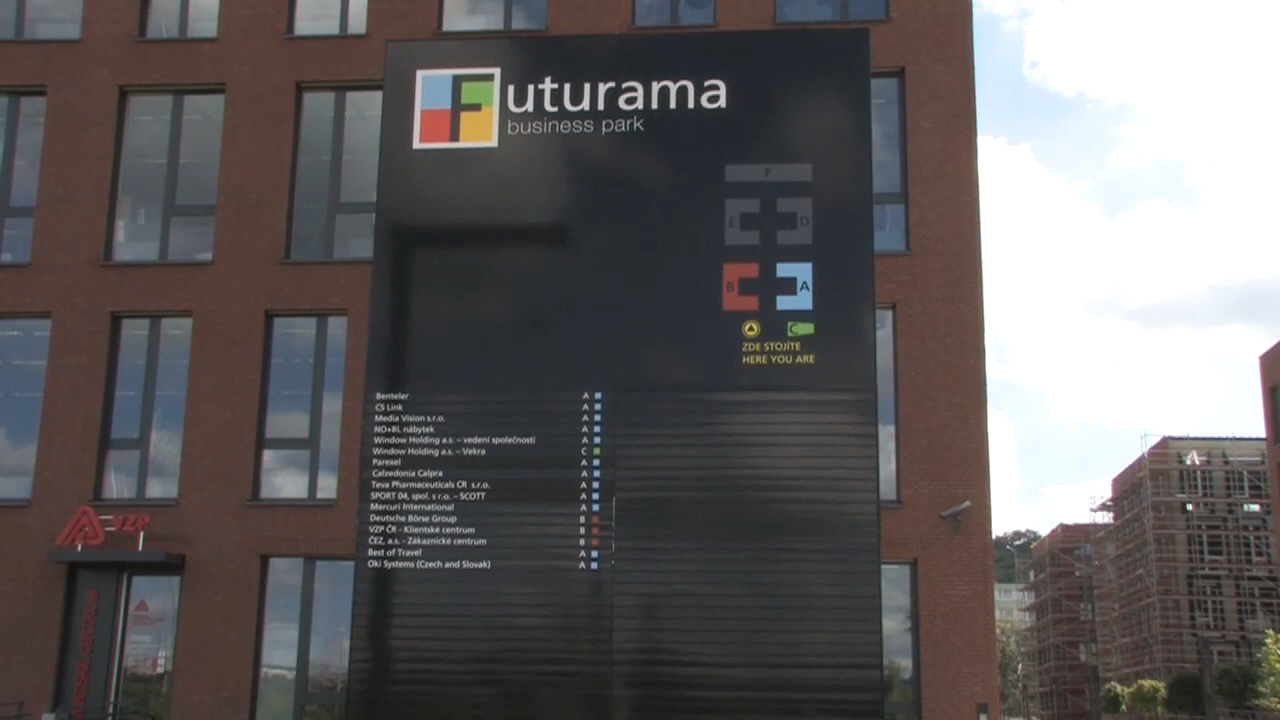 Futurama
business park
F
E D
B A
C
ZDE STOJÍTE
HERE YOU ARE
Benteler A
CS Link A
Media Vision s.r.o. A
NO+BL nábytek A
Window Holding a.s. – vedení společnosti A
Window Holding a.s. – Vekra C
Parexel A
Calzedonia Calpra A
Teva Pharmaceuticals CR s.r.o. A
SPORT 04, spol. s r.o. – SCOTT A
Mercuri International A
Deutsche Börse Group B
VZP ČR - Klientské centrum B
ČEZ, a.s. - Zákaznické centrum B
Best of Travel A
Oki Systems (Czech and Slovak) A
VZP